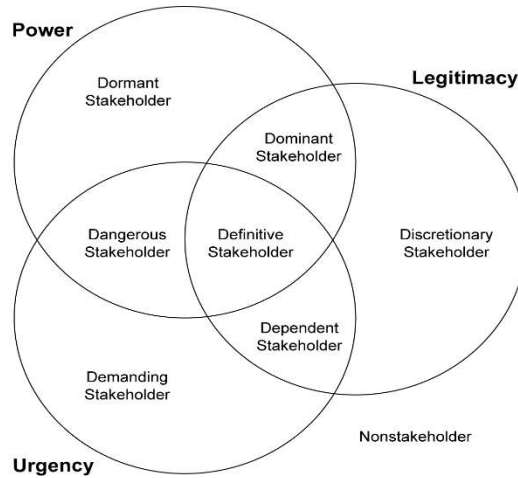 Power
Dormant
Stakeholder
Legitimacy
Dominant
Stakeholder
Dangerous
Stakeholder
Definitive
Stakeholder
Discretionary
Stakeholder
Dependent
Stakeholder
Demanding
Stakeholder
Nonstakeholder
Urgency